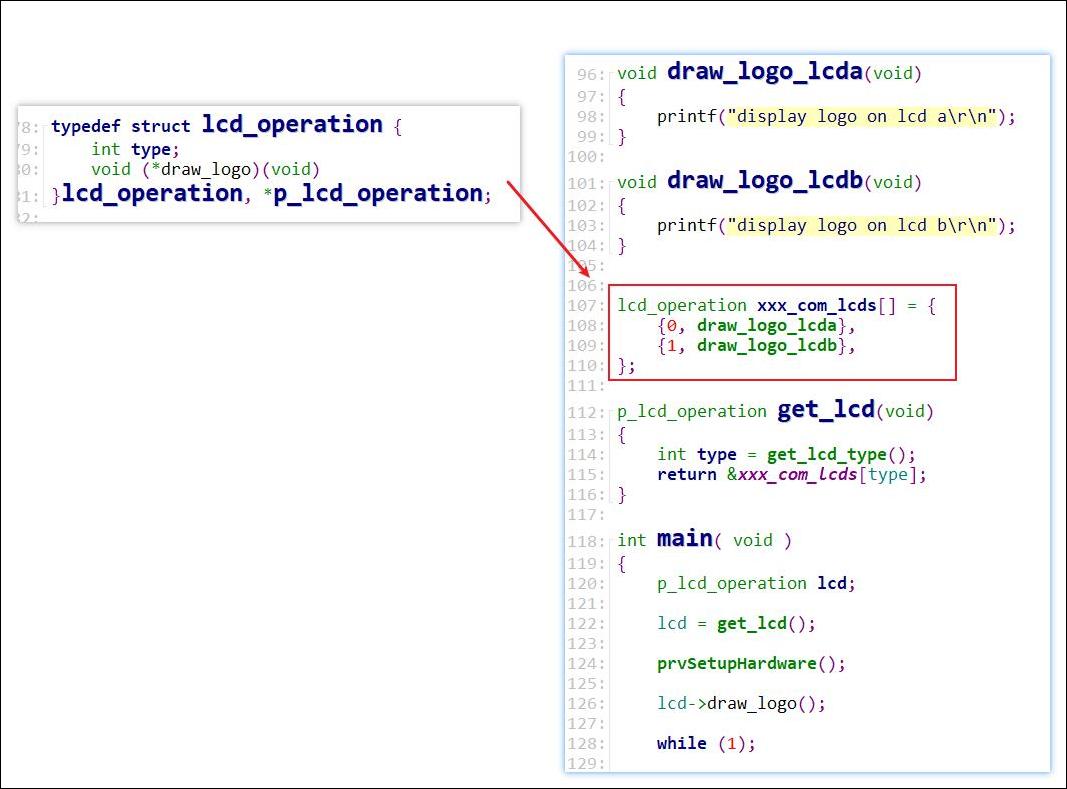 78: typedef struct lcd_operation {
79:     int type;
80:     void (*draw_logo)(void)
81: }lcd_operation, *p_lcd_operation;
82:
96: void draw_logo_lcda(void)
97: {
98:     printf("display logo on lcd a\r\n");
99: }
100:
101: void draw_logo_lcdb(void)
102: {
103:     printf("display logo on lcd b\r\n");
104: }
105:
106:
107: lcd_operation xxx_com_lcds[] = {
108:     {0, draw_logo_lcda},
109:     {1, draw_logo_lcdb},
110: };
111:
112: p_lcd_operation get_lcd(void)
113: {
114:     int type = get_lcd_type();
115:     return &xxx_com_lcds[type];
116: }
117:
118: int main( void )
119: {
120:     p_lcd_operation lcd;
121:
122:     lcd = get_lcd();
123:
124:     prvSetupHardware();
125:
126:     lcd->draw_logo();
127:
128:     while (1);
129: